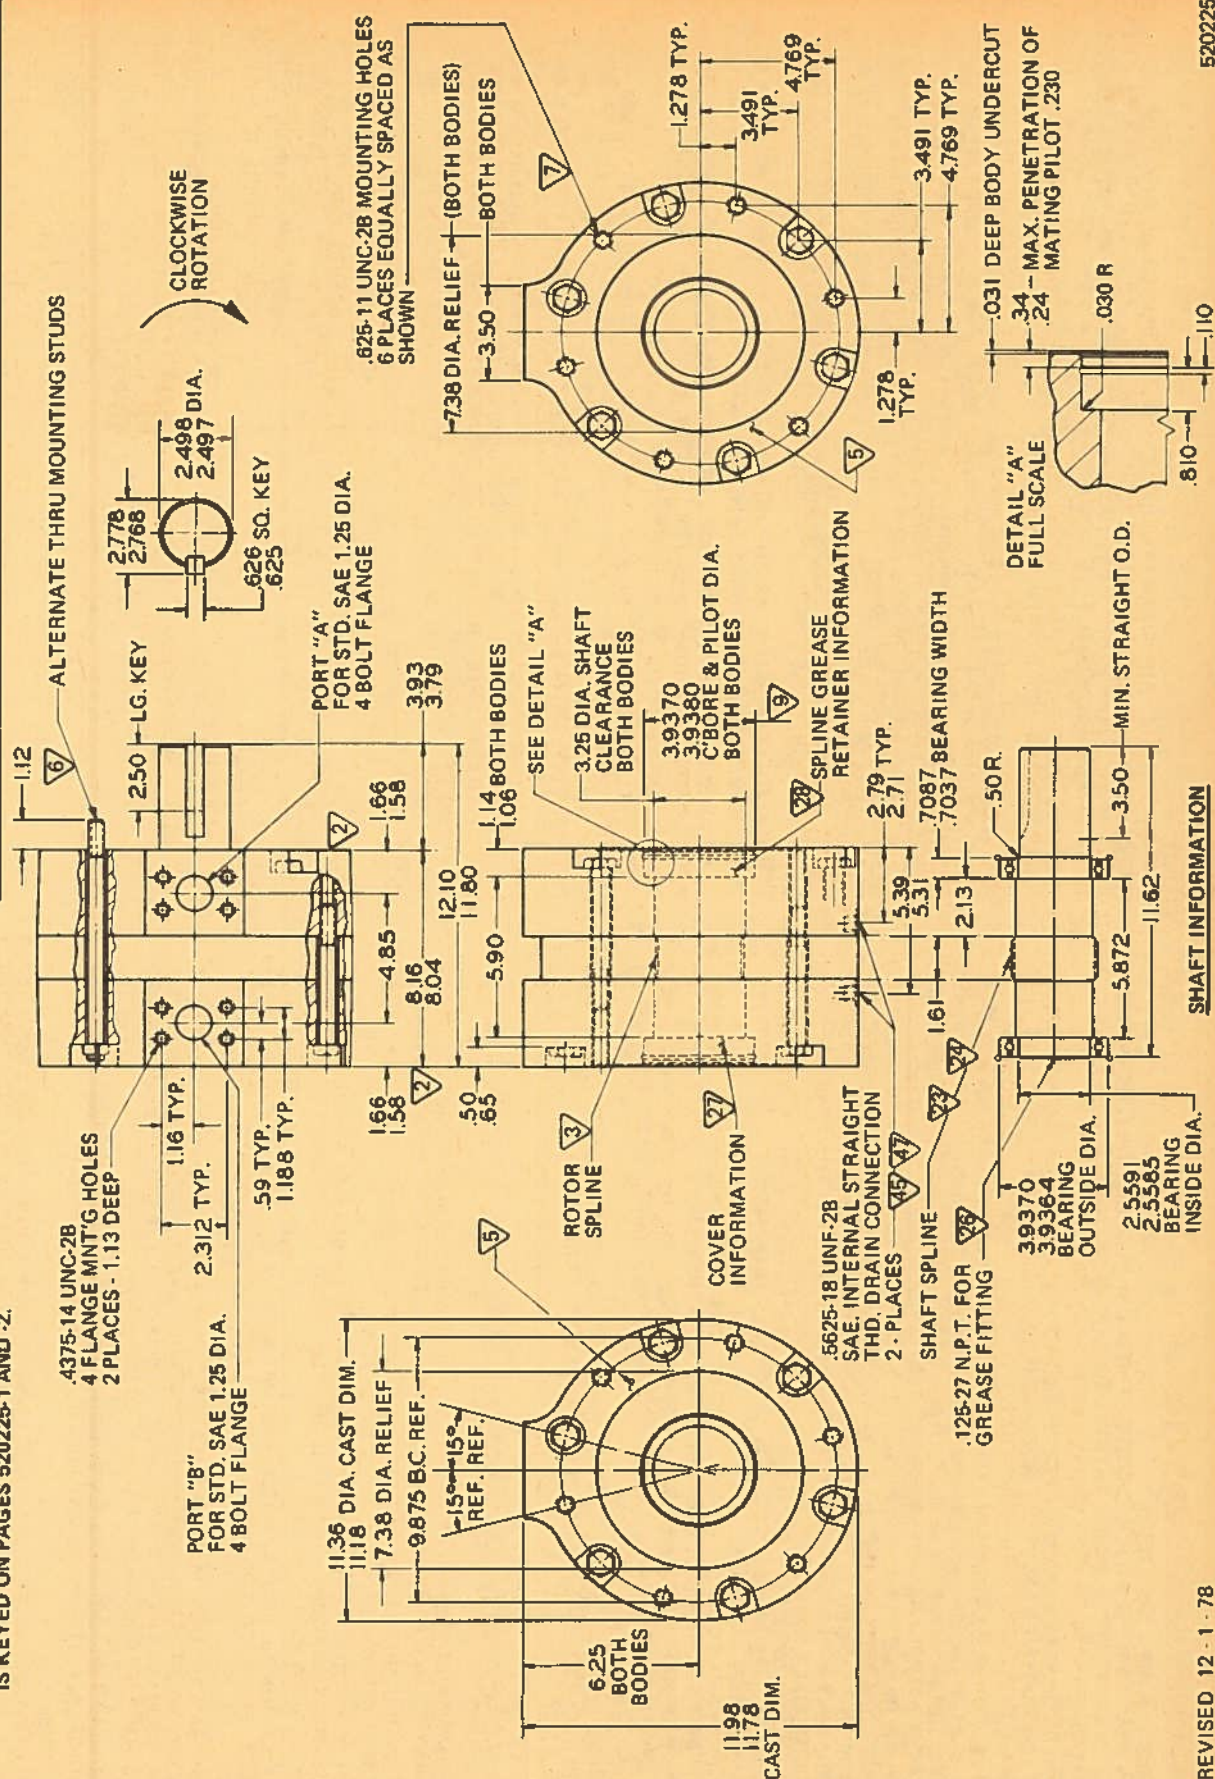 IS KEYED ON PAGES 520225-1 AND -2.
.4375-14 UNC-2B
4 FLANGE MNT'G HOLES
2 PLACES - 1.13 DEEP
PORT "B"
FOR STD. SAE 1.25 DIA.
4 BOLT FLANGE
1.16 TYP.
2.312 TYP.
.59 TYP.
1.188 TYP.
1.12
6
ALTERNATE THRU MOUNTING STUDS
2.50
LG. KEY
PORT "A"
FOR STD. SAE 1.25 DIA.
4 BOLT FLANGE
2
1.66
1.58
1.66
1.58
2
4.85
8.16
8.04
3.93
3.79
12.10
11.80
2.778
2.768
2.498 DIA.
2.497
.626 SQ. KEY
.625
CLOCKWISE
ROTATION
11.36 DIA. CAST DIM.
11.18
7.38 DIA. RELIEF
9.875 B.C. REF.
15° 15°
REF. REF.
5
6.25
BOTH
BODIES
11.98
11.78
CAST DIM.
.50
.65
5.90
1.14 BOTH BODIES
1.06
SEE DETAIL "A"
3.25 DIA. SHAFT
CLEARANCE
BOTH BODIES
3.9370
3.9380
C'BORE & PILOT DIA.
BOTH BODIES
9
3
ROTOR
SPLINE
27
COVER
INFORMATION
28
SPLINE GREASE
RETAINER INFORMATION
2.79 TYP.
2.71
5.39
5.31
.5625-18 UNF-2B
SAE. INTERNAL STRAIGHT
THD. DRAIN CONNECTION
2 - PLACES
45
47
.625-11 UNC-2B MOUNTING HOLES
6 PLACES EQUALLY SPACED AS
SHOWN
7.38 DIA. RELIEF (BOTH BODIES)
3.50 BOTH BODIES
7
1.278 TYP.
3.491
TYP.
4.769
TYP.
3.491 TYP.
4.769 TYP.
1.278
TYP.
5
SHAFT SPLINE
23
24
.125-27 N.P.T. FOR
GREASE FITTING
26
3.9370
3.9364
BEARING
OUTSIDE DIA.
2.5591
2.5585
BEARING
INSIDE DIA.
1.61
2.13
.7087
.7037 BEARING WIDTH
.50 R.
3.50 MIN. STRAIGHT O.D.
5.872
11.62
SHAFT INFORMATION
DETAIL "A"
FULL SCALE
.031 DEEP BODY UNDERCUT
.34 - MAX. PENETRATION OF
.24 MATING PILOT .230
.030 R
.810
.110
REVISED 12 - 1 - 78
520225